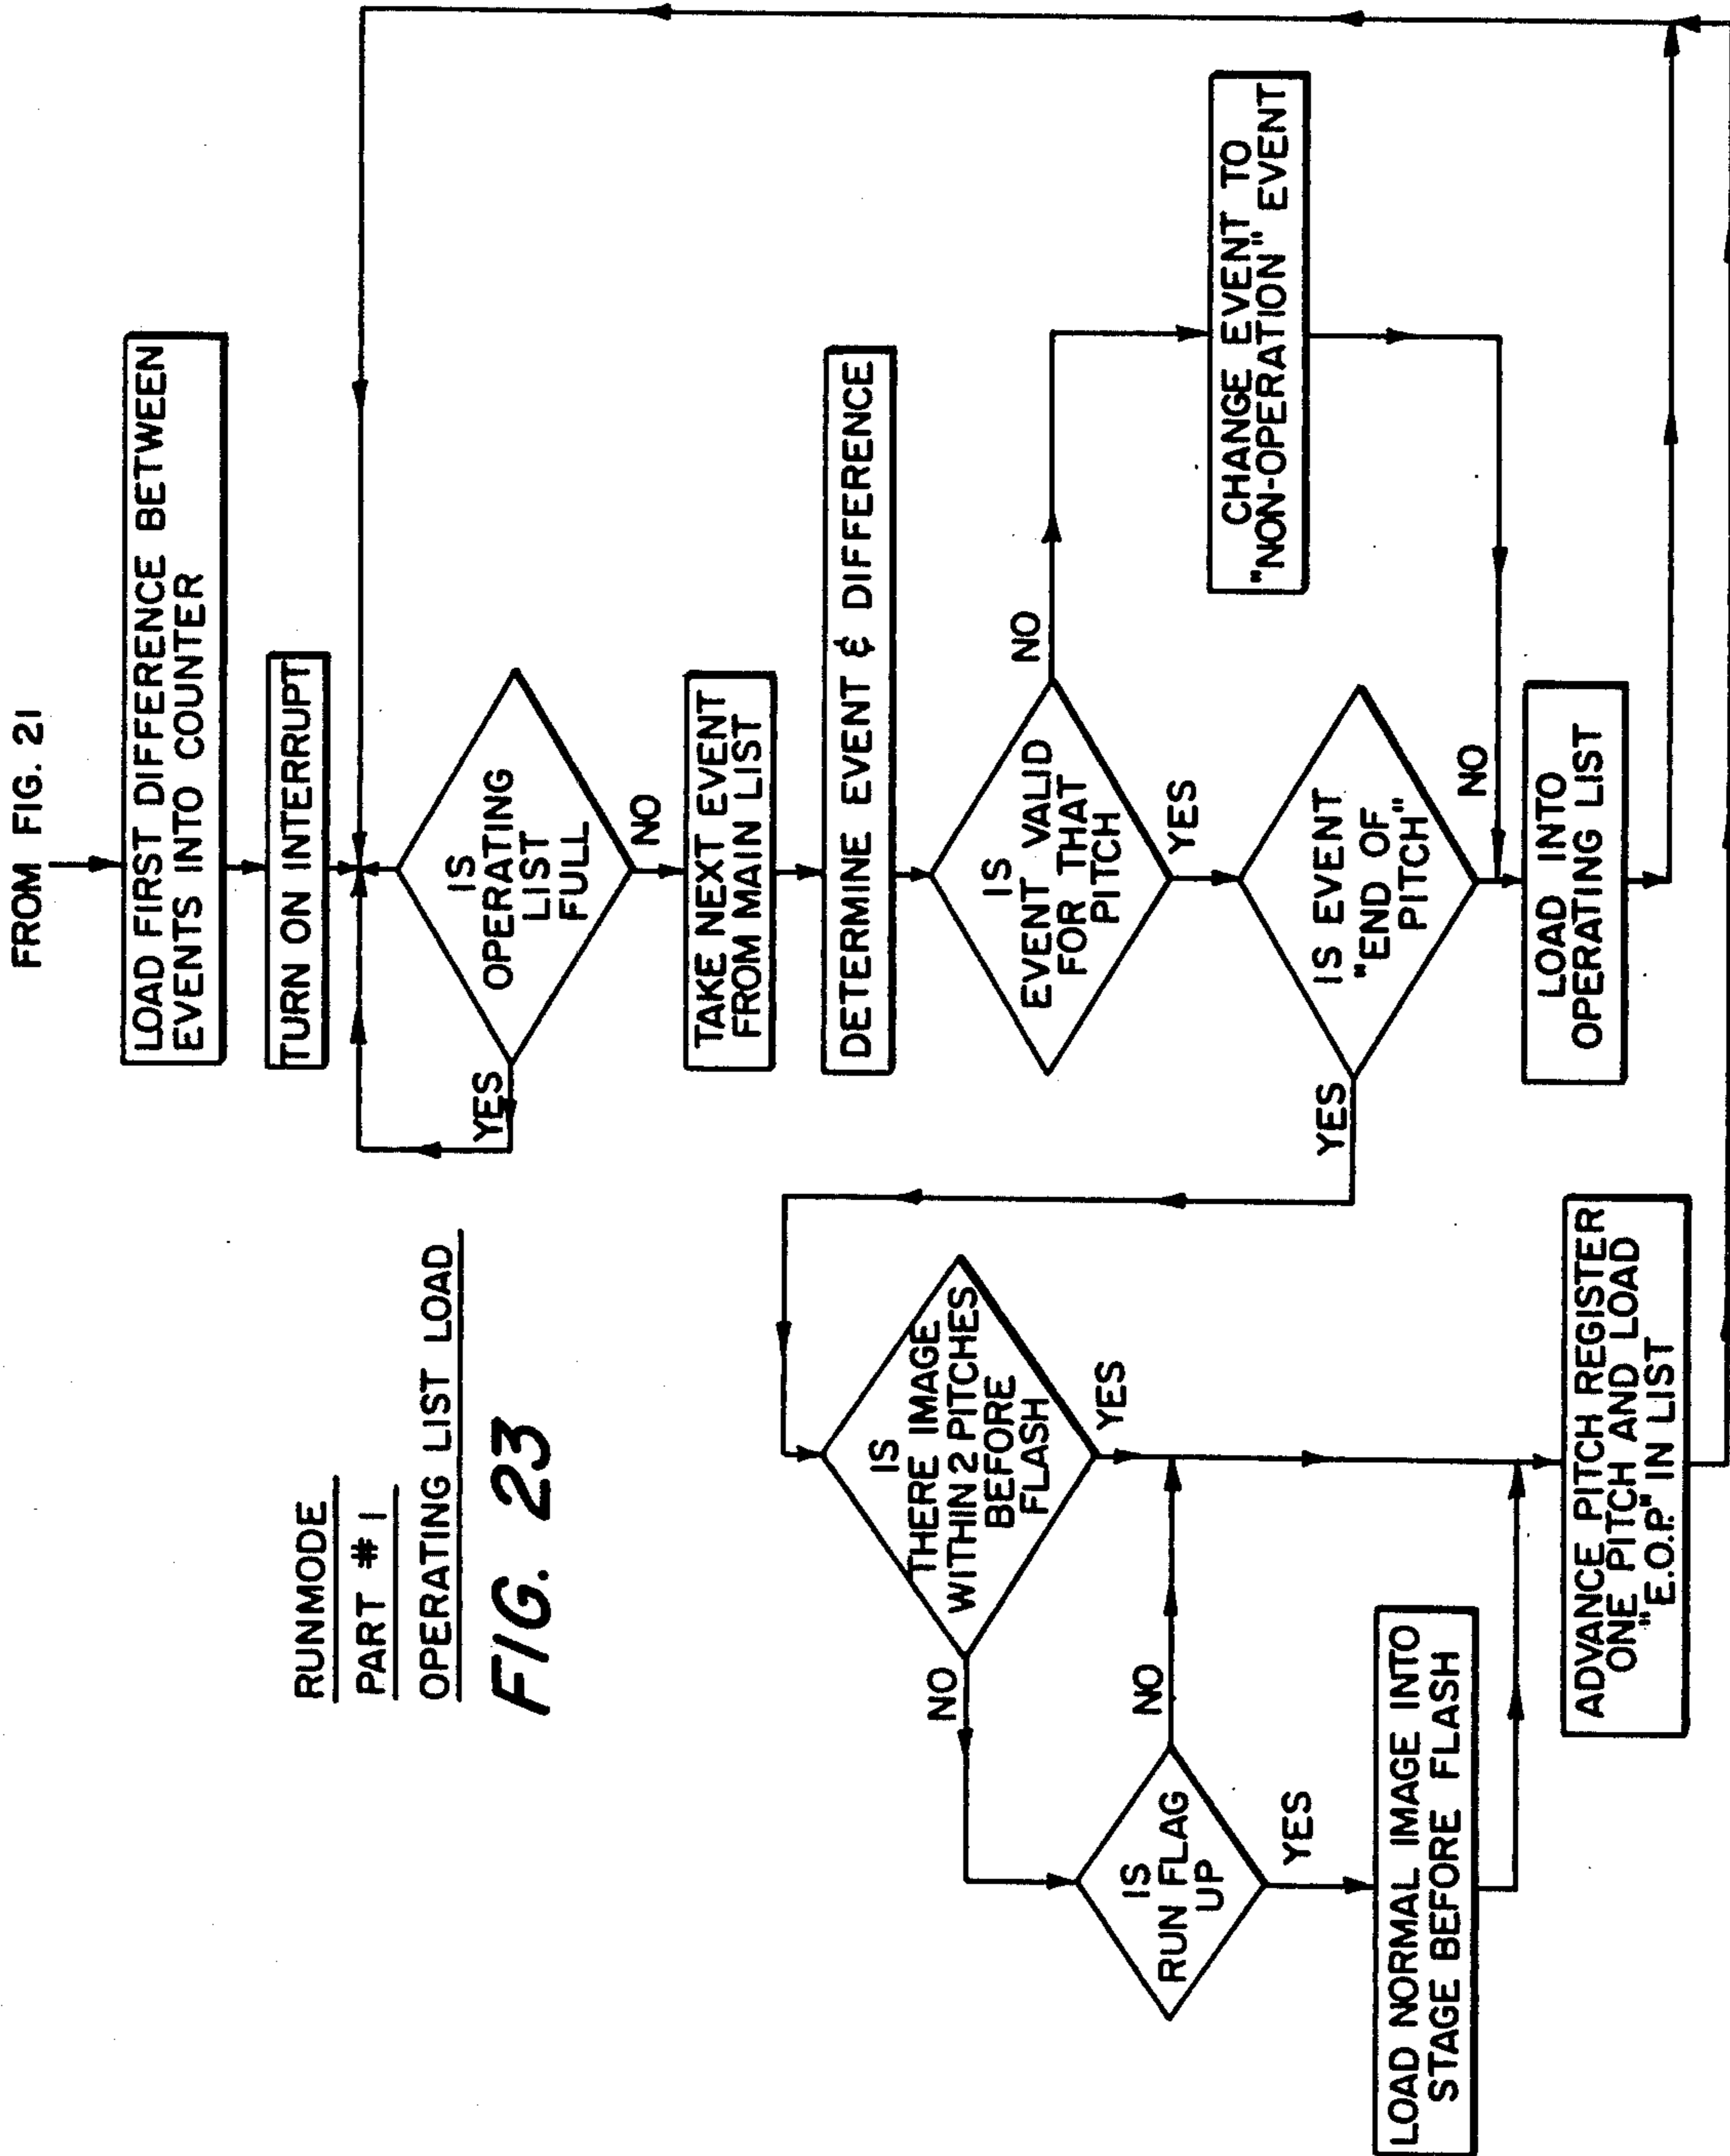 FROM FIG. 21
LOAD FIRST DIFFERENCE BETWEEN
EVENTS INTO COUNTER
TURN ON INTERRUPT
IS
OPERATING
LIST
FULL
YES
NO
TAKE NEXT EVENT
FROM MAIN LIST
DETERMINE EVENT & DIFFERENCE
IS
EVENT VALID
FOR THAT
PITCH
NO
YES
CHANGE EVENT TO
"NON-OPERATION" EVENT
IS EVENT
"END OF
PITCH"
YES
NO
LOAD INTO
OPERATING LIST
RUNMODE
PART #1
OPERATING LIST LOAD
FIG. 23
IS
THERE IMAGE
WITHIN 2 PITCHES
BEFORE
FLASH
NO
YES
IS
RUN FLAG
UP
NO
YES
LOAD NORMAL IMAGE INTO
STAGE BEFORE FLASH
ADVANCE PITCH REGISTER
ONE PITCH AND LOAD
"E.O.P." IN LIST